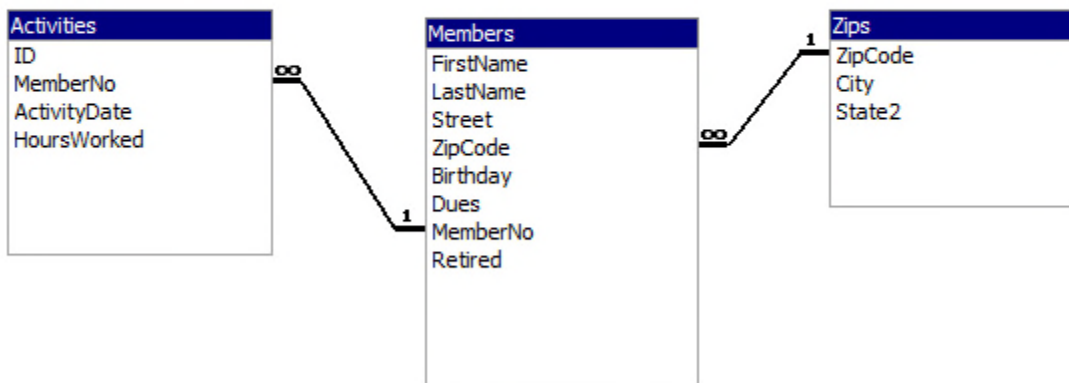 Activities
ID
MemberNo
ActivityDate
HoursWorked
∞
1
Members
FirstName
LastName
Street
ZipCode
Birthday
Dues
MemberNo
Retired
∞
1
Zips
ZipCode
City
State2